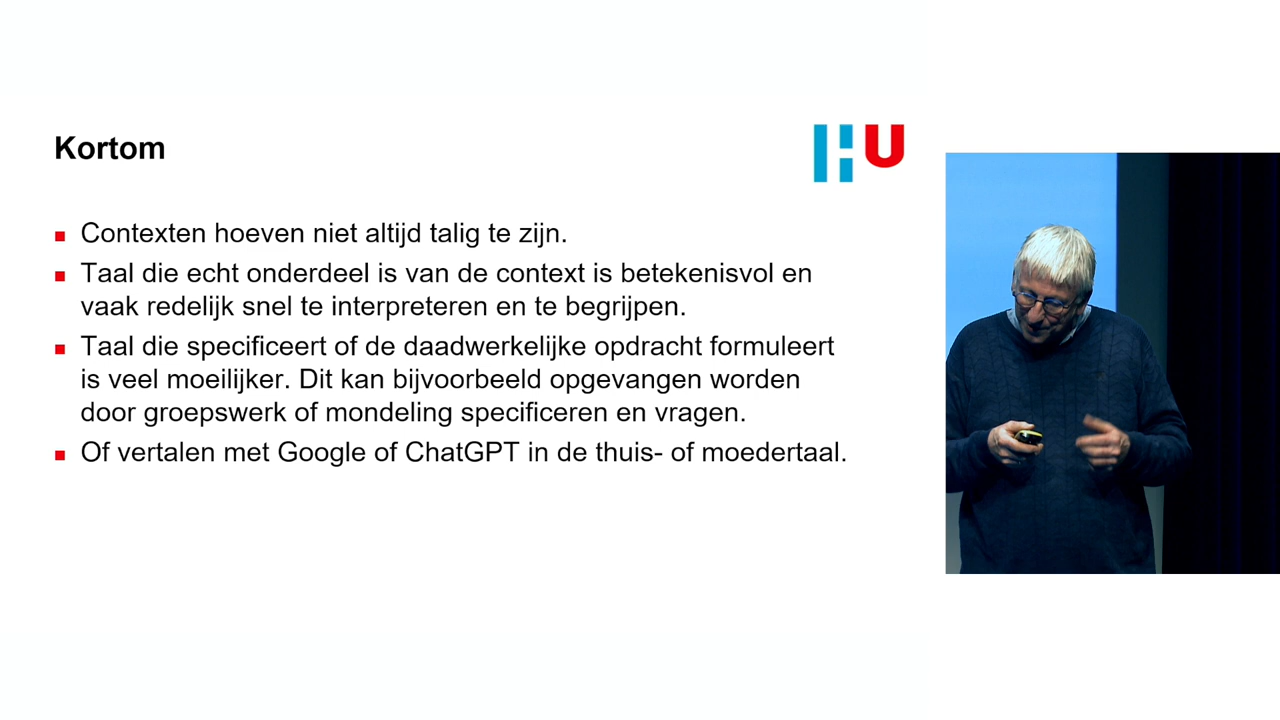 Kortom
HU
Contexten hoeven niet altijd talig te zijn.
Taal die echt onderdeel is van de context is betekenisvol en
vaak redelijk snel te interpreteren en te begrijpen.
Taal die specificeert of de daadwerkelijke opdracht formuleert
is veel moeilijker. Dit kan bijvoorbeeld opgevangen worden
door groepswerk of mondeling specificeren en vragen.
Of vertalen met Google of ChatGPT in de thuis- of moedertaal.